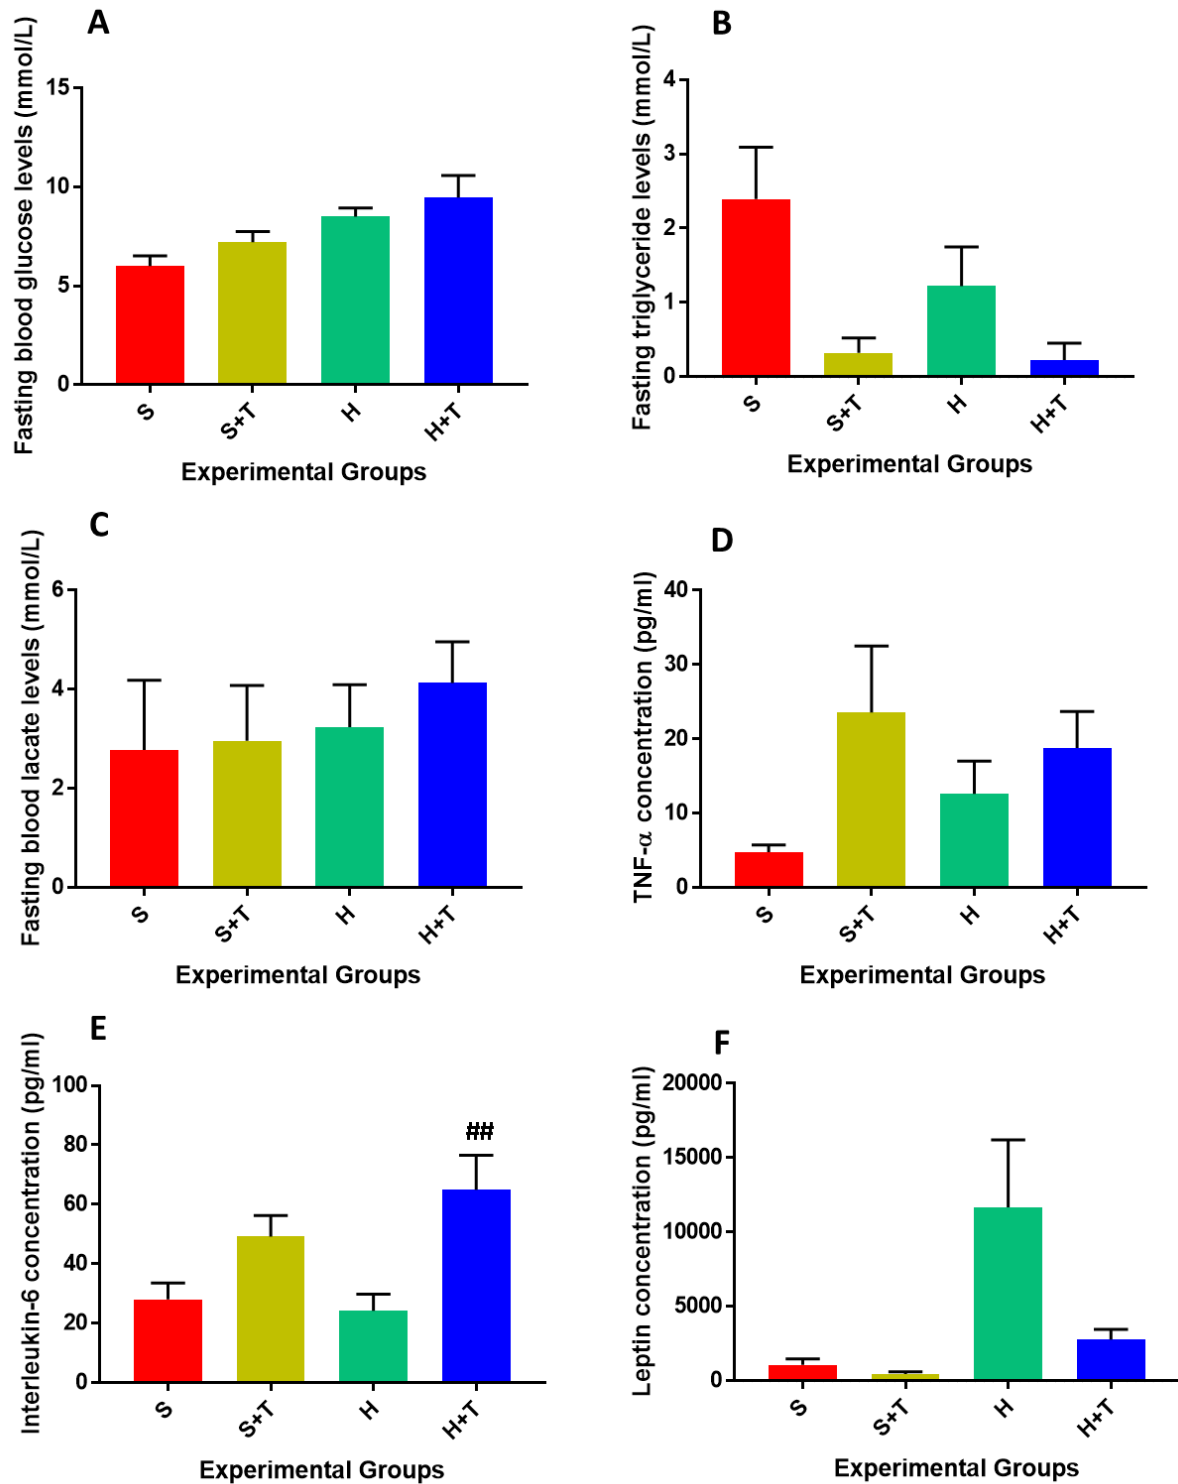 A
Fasting blood glucose levels (mmol/L)
15
10
5
0
S
S+T
H
H+T
Experimental Groups
B
Fasting triglyceride levels (mmol/L)
4
3
2
1
0
S
S+T
H
H+T
Experimental Groups
C
Fasting blood lacate levels (mmol/L)
6
4
2
0
S
S+T
H
H+T
Experimental Groups
D
TNF-α concentration (pg/ml)
40
30
20
10
0
S
S+T
H
H+T
Experimental Groups
E
Interleukin-6 concentration (pg/ml)
100
80
60
40
20
0
##
S
S+T
H
H+T
Experimental Groups
F
Leptin concentration (pg/ml)
20000
15000
10000
5000
0
S
S+T
H
H+T
Experimental Groups